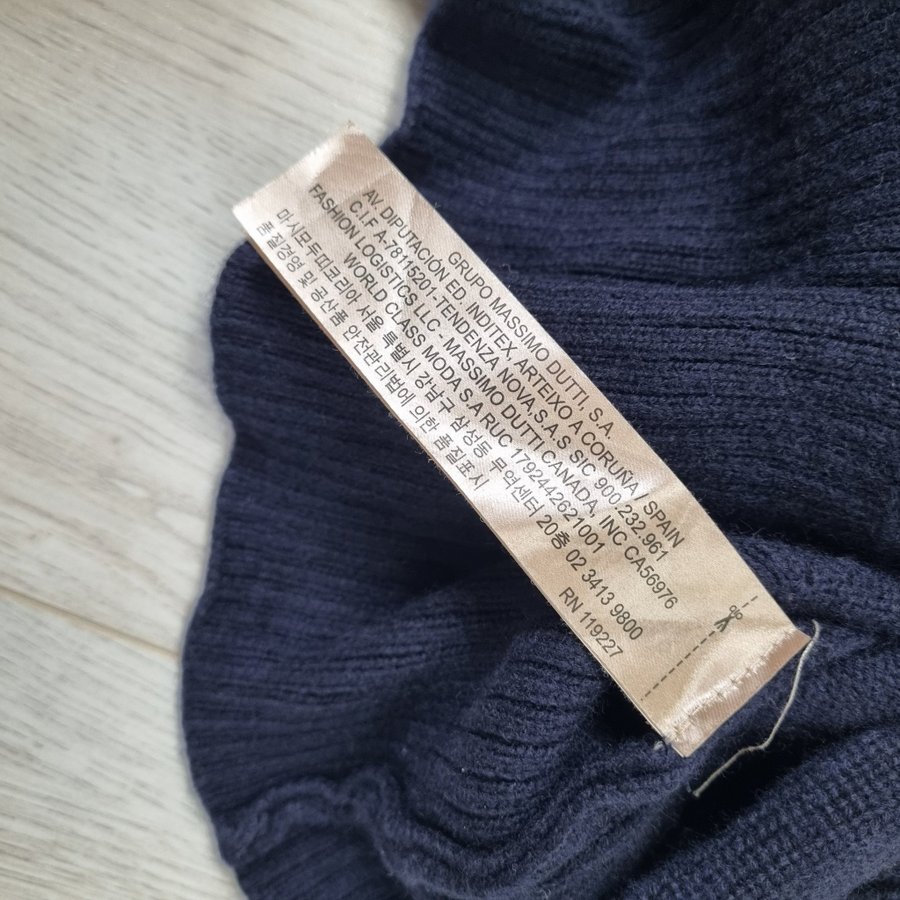 GRUPO MASSIMO DUTTI, S.A.
AV. DIPUTACIÓN ED. INDITEX, ARTEIXO A CORUÑA, SPAIN
C.I.F A-78115201 - TENDENZA NOVA,S.A.S SIC 900.232.961
FASHION LOGISTICS LLC. MASSIMO DUTTI CANADA, INC CA56976
WORLD CLASS MODA S.A RUC 1792442621001
마시모두띠코리아 서울 특별시 강남구 삼성동 무역센터 20층 02 3413 9800
품질경영 및 공산품 안전관리법에 의한 품질표시
RN 119227